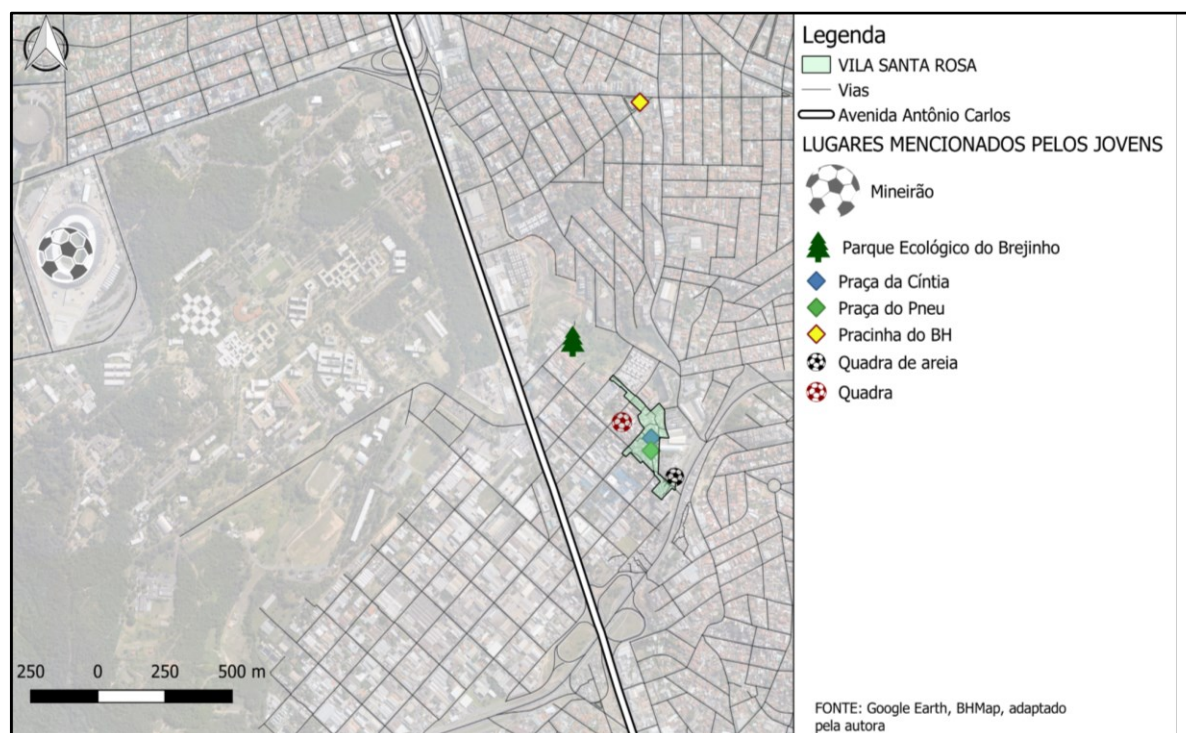 Legenda
VILA SANTA ROSA
Vias
Avenida Antônio Carlos
LUGARES MENCIONADOS PELOS JOVENS
Mineirão
Parque Ecológico do Brejinho
Praça da Cíntia
Praça do Pneu
Pracinha do BH
Quadra de areia
Quadra
250 0 250 500 m
FONTE: Google Earth, BHMap, adaptado
pela autora